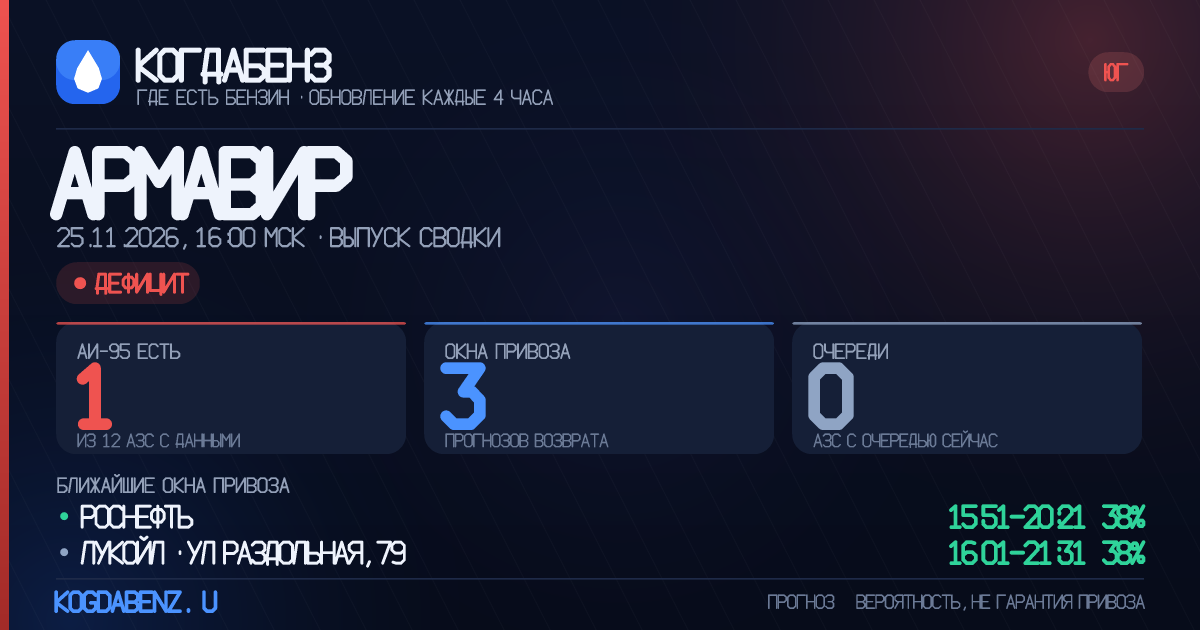 КОГДАБЕНЗ
ГДЕ ЕСТЬ БЕНЗИН · ОБНОВЛЕНИЕ КАЖДЫЕ 4 ЧАСА
ЮГ
АРМАВИР
25.11.2026, 16:00 МСК · ВЫПУСК СВОДКИ
ДЕФИЦИТ
АИ-95 ЕСТЬ
1
ИЗ 12 АЗС С ДАННЫМИ
ОКНА ПРИВОЗА
3
ПРОГНОЗОВ ВОЗВРАТА
ОЧЕРЕДИ
0
АЗС С ОЧЕРЕДЬЮ СЕЙЧАС
БЛИЖАЙШИЕ ОКНА ПРИВОЗА
• РОСНЕФТЬ 15:51–20:21 38%
• ЛУКОЙЛ · УЛ РАЗДОЛЬНАЯ, 79 16:01–21:31 38%
KOGDABENZ. U
ПРОГНОЗ ВЕРОЯТНОСТЬ, НЕ ГАРАНТИЯ ПРИВОЗА